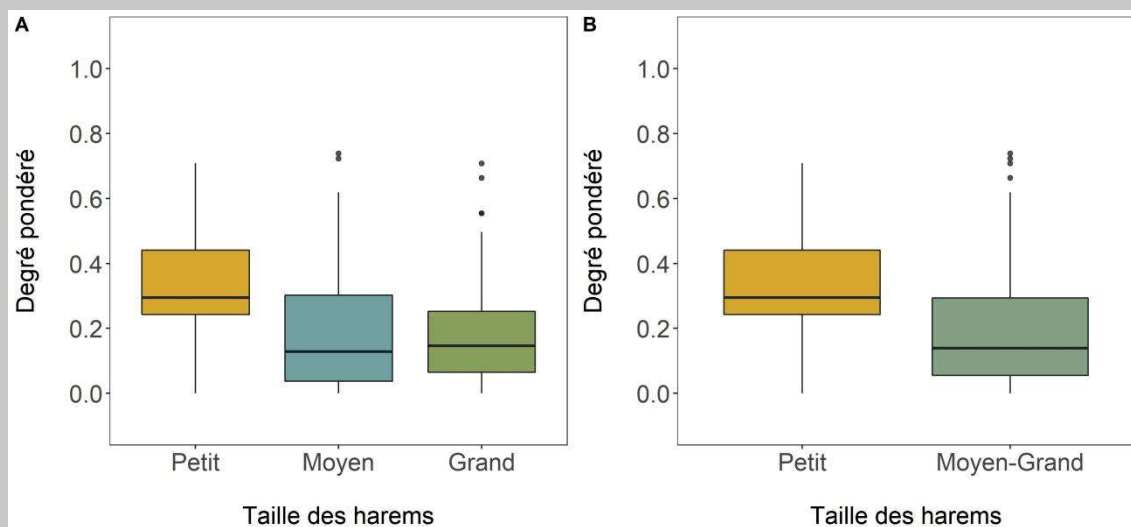 A
Degré pondéré
1.0
0.8
0.6
0.4
0.2
0.0
Petit Moyen Grand
Taille des harems
B
Degré pondéré
1.0
0.8
0.6
0.4
0.2
0.0
Petit Moyen-Grand
Taille des harems